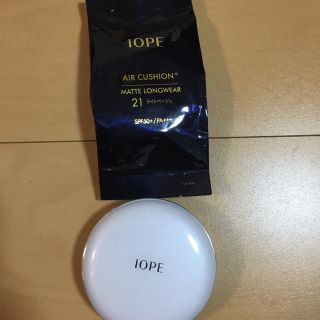 IOPE
AIR CUSHION®
MATTE LONGWEAR
21 ライトベージュ
SPF50+/PA+++
IOPE